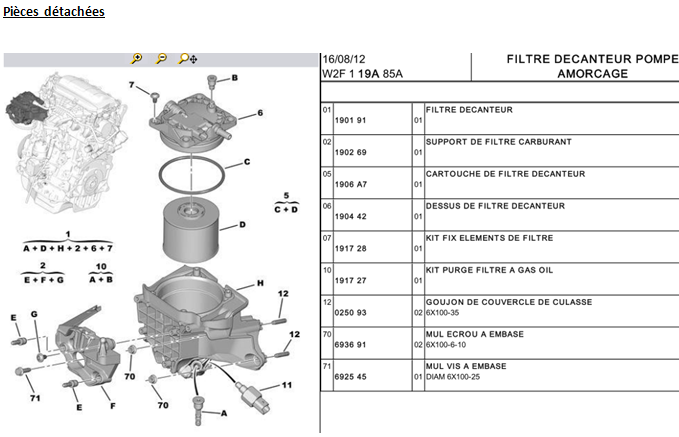 Pièces détachées
16/08/12
W2F 1 19A 85A
FILTRE DECANTEUR POMPE
AMORCAGE
01
1901 91
01
FILTRE DECANTEUR
02
1902 69
01
SUPPORT DE FILTRE CARBURANT
05
1906 A7
01
CARTOUCHE DE FILTRE DECANTEUR
06
1904 42
01
DESSUS DE FILTRE DECANTEUR
07
1917 28
01
KIT FIX ELEMENTS DE FILTRE
10
1917 27
01
KIT PURGE FILTRE A GAS OIL
12
0250 93
02
GOUJON DE COUVERCLE DE CULASSE
6X100-35
70
6936 91
02
MUL ECROU A EMBASE
6X100-6-10
71
6925 45
01
MUL VIS A EMBASE
DIAM 6X100-25
7
B
6
C
5
C + D
D
1
A + D + H + 2 + 6 + 7
2
E + F + G
10
A + B
H
12
12
E
G
70
70
71
E
F
A
11